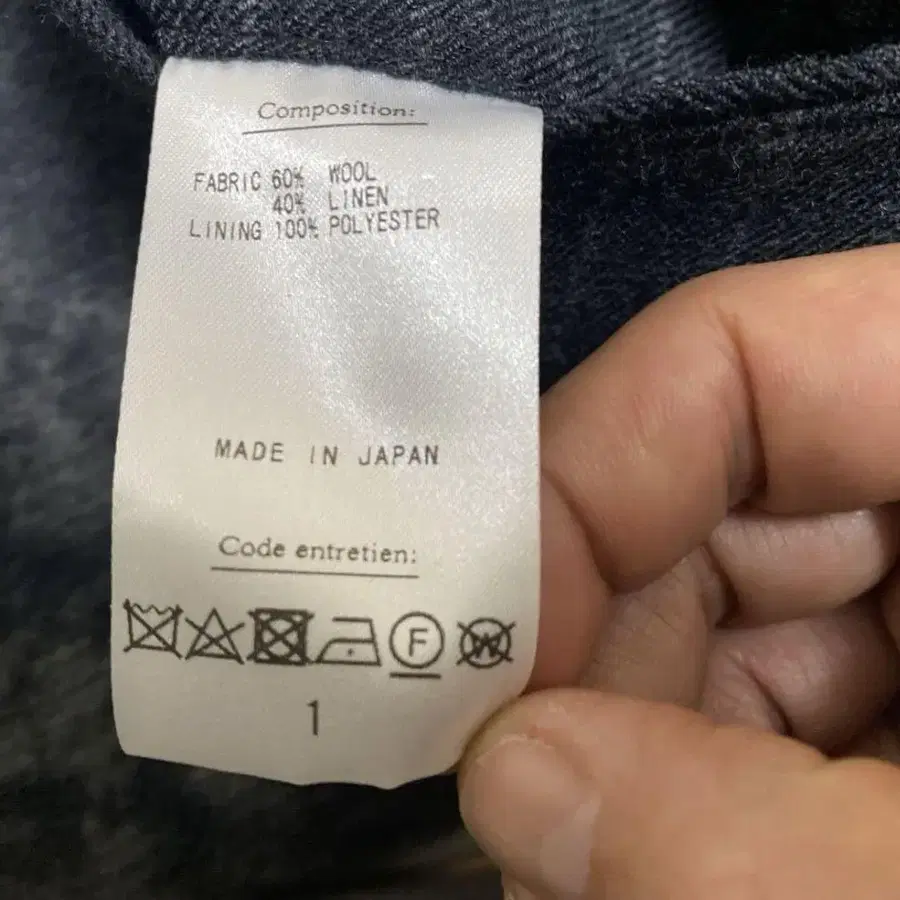 Composition:
FABRIC 60% WOOL
40% LINEN
LINING 100% POLYESTER
MADE IN JAPAN
Code entretien:
F W
1